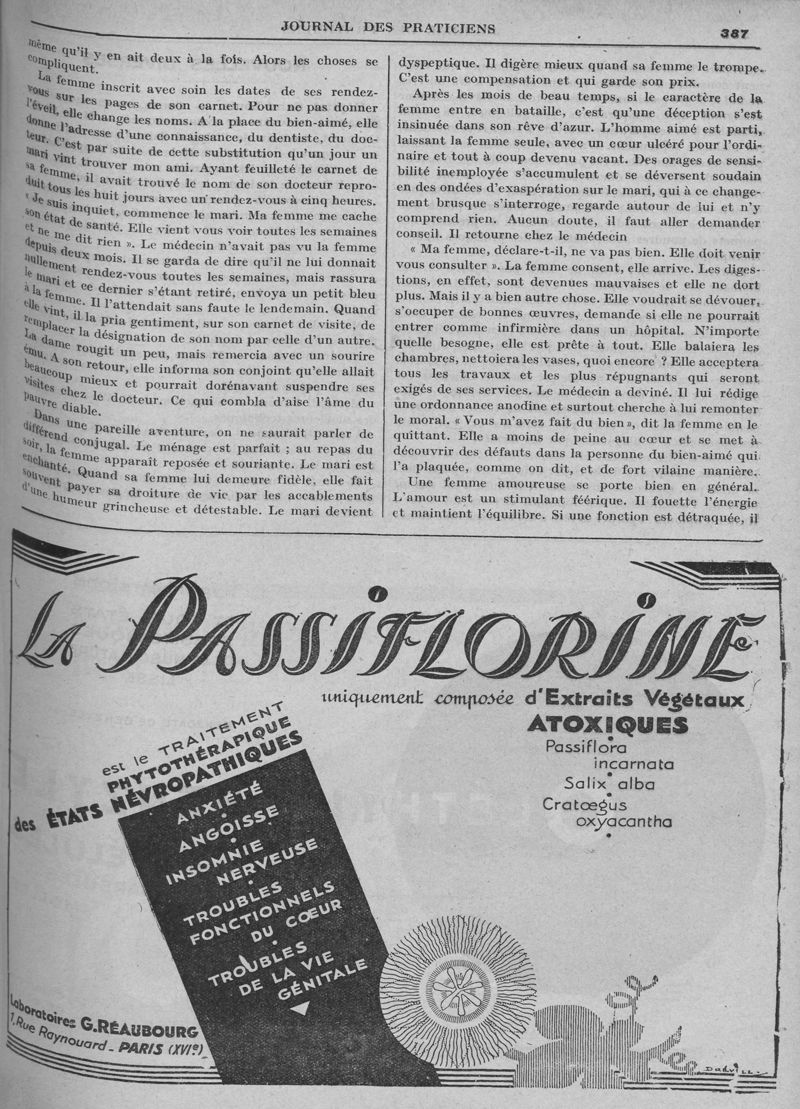 JOURNAL DES PRATICIENS
387
même qu'il y en ait deux à la fois. Alors les choses se
compliquent.
La femme inscrit avec soin les dates de ses rendez-
vous sur les pages de son carnet. Pour ne pas donner
l'éveil, elle change les noms. A la place du bien-aimé, elle
donne l'adresse d'une connaissance, du dentiste, du doc-
teur. C'est par suite de cette substitution qu'un jour un
mari vint trouver mon ami. Ayant feuilleté le carnet de
sa femme, il avait trouvé le nom de son docteur repro-
duit tous les huit jours avec un rendez-vous à cinq heures.
« Je suis inquiet, commence le mari. Ma femme me cache
son état de santé. Elle vient vous voir toutes les semaines
et ne me dit rien ». Le médecin n'avait pas vu la femme
depuis deux mois. Il se garda de dire qu'il ne lui donnait
nullement rendez-vous toutes les semaines, mais rassura
le mari et ce dernier s'étant retiré, envoya un petit bleu
à la femme. Il l'attendait sans faute le lendemain. Quand
elle vint, il la pria gentiment, sur son carnet de visite, de
remplacer la désignation de son nom par celle d'un autre.
La dame rougit un peu, mais remercia avec un sourire
ému. A son retour, elle informa son conjoint qu'elle allait
beaucoup mieux et pourrait dorénavant suspendre ses
visites chez le docteur. Ce qui combla d'aise l'âme du
pauvre diable.
Dans une pareille aventure, on ne saurait parler de
différend conjugal. Le ménage est parfait ; au repas du
soir, la femme apparaît reposée et souriante. Le mari est
enchanté. Quand sa femme lui demeure fidèle, elle fait
souvent payer sa droiture de vie par les accablements
d'une humeur grincheuse et détestable. Le mari devient
dyspeptique. Il digère mieux quand sa femme le trompe.
C'est une compensation et qui garde son prix.
Après les mois de beau temps, si le caractère de la
femme entre en bataille, c'est qu'une déception s'est
insinuée dans son rêve d'azur. L'homme aimé est parti,
laissant la femme seule, avec un cœur ulcéré pour l'ordi-
naire et tout à coup devenu vacant. Des orages de sensi-
bilité inemployée s'accumulent et se déversent soudain
en des ondées d'exaspération sur le mari, qui à ce change-
ment brusque s'interroge, regarde autour de lui et n'y
comprend rien. Aucun doute, il faut aller demander
conseil. Il retourne chez le médecin
« Ma femme, déclare-t-il, ne va pas bien. Elle doit venir
vous consulter ». La femme consent, elle arrive. Les diges-
tions, en effet, sont devenues mauvaises et elle ne dort
plus. Mais il y a bien autre chose. Elle voudrait se dévouer,
s'occuper de bonnes œuvres, demande si elle ne pourrait
entrer comme infirmière dans un hôpital. N'importe
quelle besogne, elle est prête à tout. Elle balaiera les
chambres, nettoiera les vases, quoi encore ? Elle acceptera
tous les travaux et les plus répugnants qui seront
exigés de ses services. Le médecin a deviné. Il lui rédige
une ordonnance anodine et surtout cherche à lui remonter
le moral. « Vous m'avez fait du bien », dit la femme en le
quittant. Elle a moins de peine au cœur et se met à
découvrir des défauts dans la personne du bien-aimé qui
l'a plaquée, comme on dit, et de fort vilaine manière.
Une femme amoureuse se porte bien en général.
L'amour est un stimulant féérique. Il fouette l'énergie
et maintient l'équilibre. Si une fonction est détraquée, il
LA PASSIFLORINE
uniquement composée d'Extraits Végétaux
ATOXIQUES
Passiflora
incarnata
Salix alba
Cratœgus
oxyacantha
est le TRAITEMENT
PHYTOTHÉRAPIQUE
des ÉTATS NÉVROPATHIQUES
ANXIÉTÉ
ANGOISSE
INSOMNIE
NERVEUSE
TROUBLES
FONCTIONNELS
DU CŒUR
TROUBLES
DE LA VIE
GÉNITALE
Laboratoires G. RÉAUBOURG
1, Rue Raynouard - PARIS (XVIe)